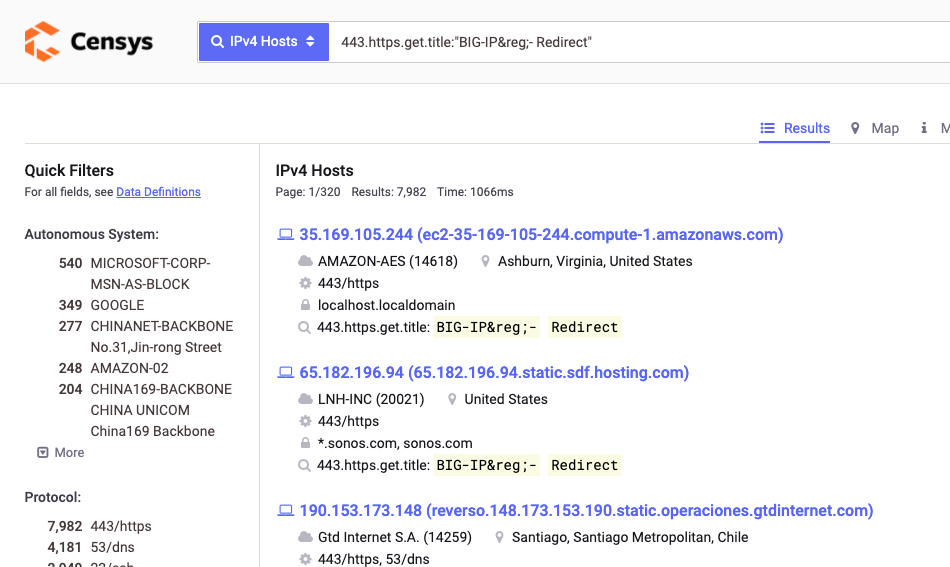 Censys
IPv4 Hosts
443.https.get.title:"BIG-IP&reg;- Redirect"
Results
Map
M
Quick Filters
For all fields, see Data Definitions
Autonomous System:
540 MICROSOFT-CORP-
MSN-AS-BLOCK
349 GOOGLE
277 CHINANET-BACKBONE
No.31,Jin-rong Street
248 AMAZON-02
204 CHINA169-BACKBONE
CHINA UNICOM
China169 Backbone
More
Protocol:
7,982 443/https
4,181 53/dns
IPv4 Hosts
Page: 1/320 Results: 7,982 Time: 1066ms
35.169.105.244 (ec2-35-169-105-244.compute-1.amazonaws.com)
AMAZON-AES (14618) Ashburn, Virginia, United States
443/https
localhost.localdomain
443.https.get.title: BIG-IP&reg;- Redirect
65.182.196.94 (65.182.196.94.static.sdf.hosting.com)
LNH-INC (20021) United States
443/https
*.sonos.com, sonos.com
443.https.get.title: BIG-IP&reg;- Redirect
190.153.173.148 (reverso.148.173.153.190.static.operaciones.gtdinternet.com)
Gtd Internet S.A. (14259) Santiago, Santiago Metropolitan, Chile
443/https, 53/dns